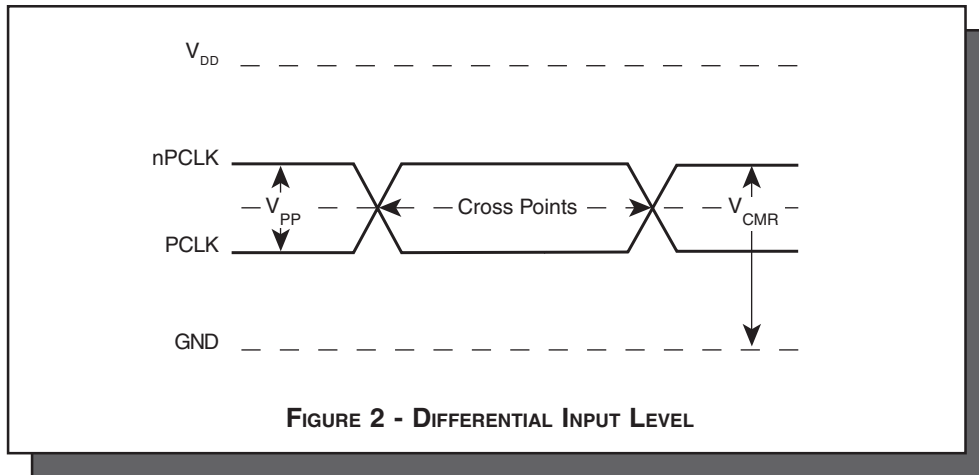 VDD
nPCLK
VPP
Cross Points
VCMR
PCLK
GND
FIGURE 2 - DIFFERENTIAL INPUT LEVEL